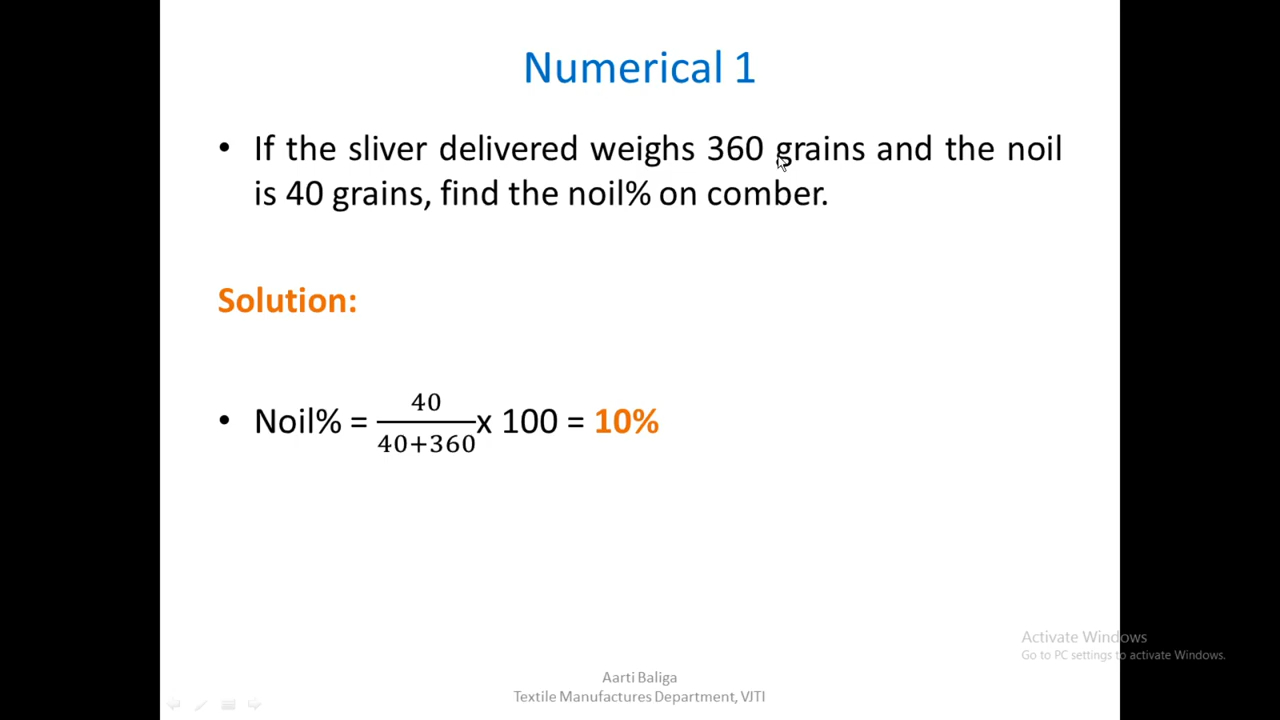 Numerical 1
• If the sliver delivered weighs 360 grains and the noil
is 40 grains, find the noil% on comber.
Solution:
• Noil% = 40/40+360 x 100 = 10%
Activate Windows
Go to PC settings to activate Windows.
Aarti Baliga
Textile Manufactures Department, VJTI